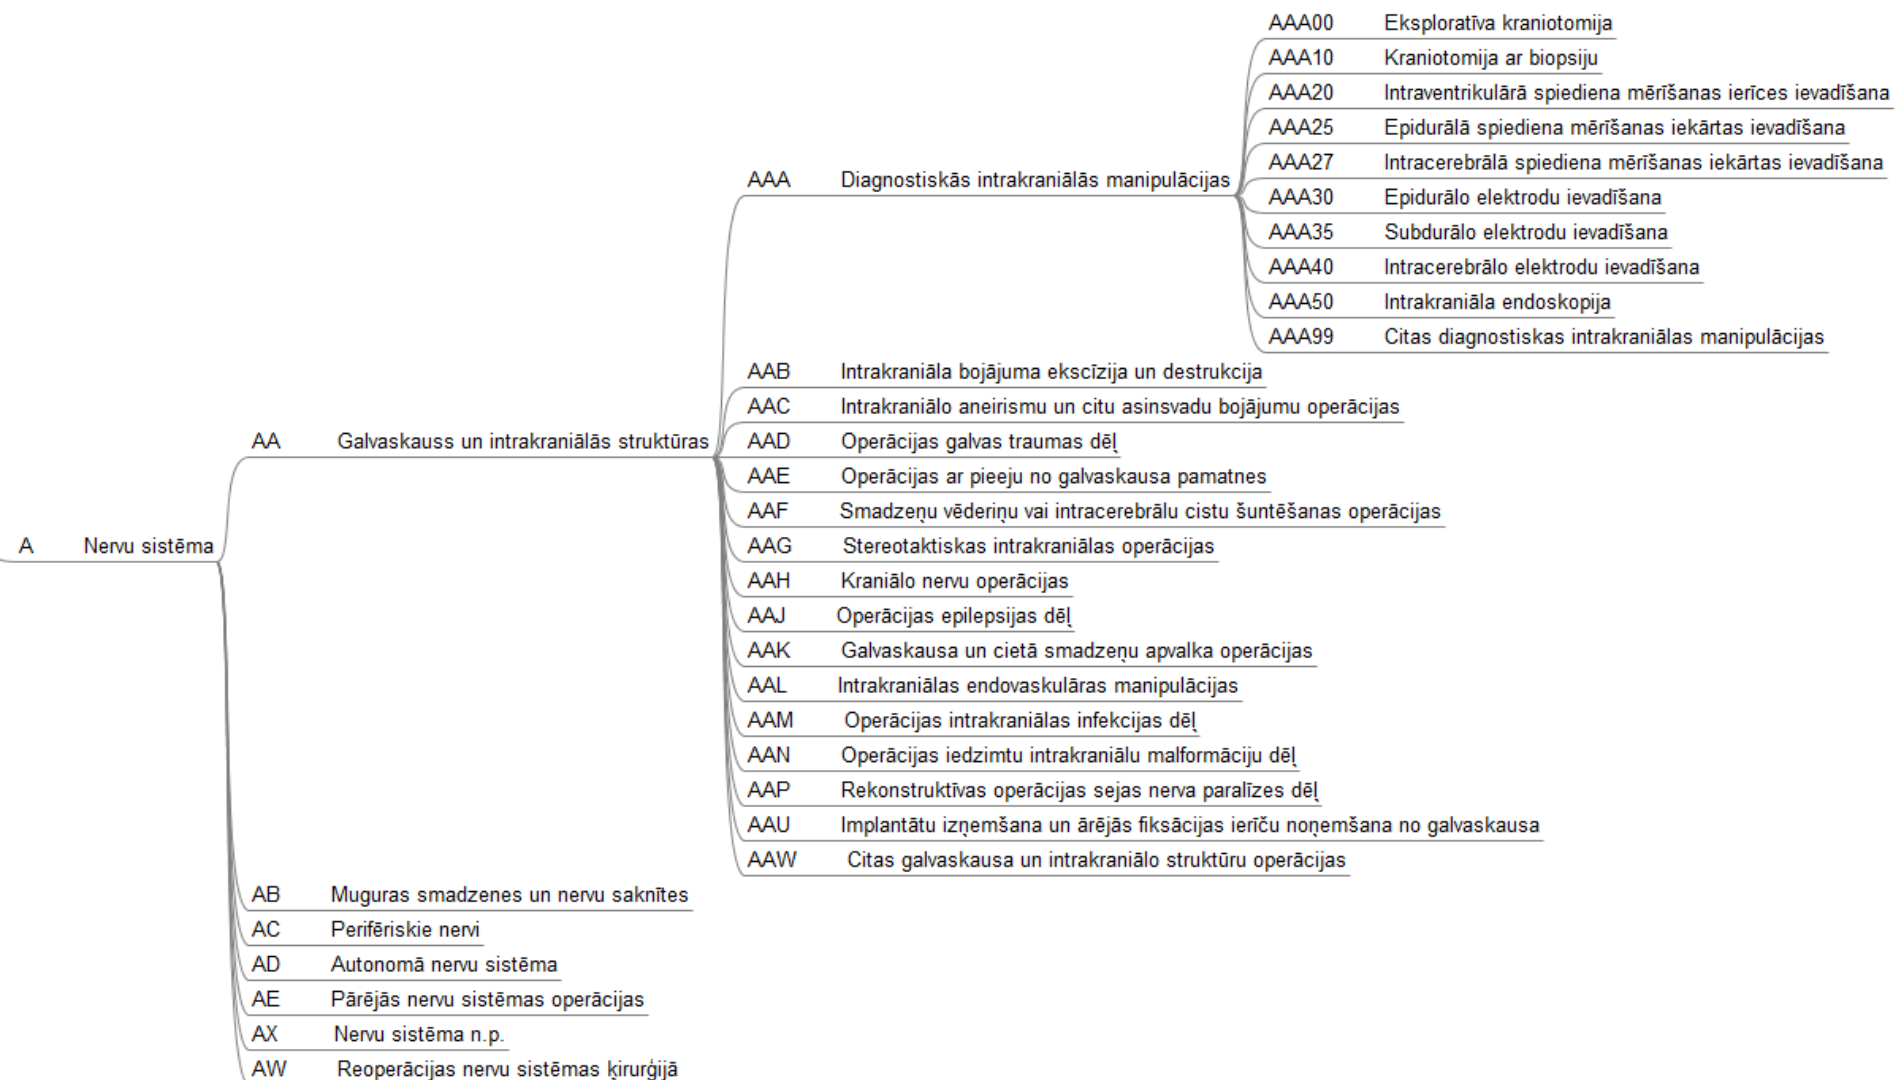 AAA00 Eksploratīva kraniotomija
AAA10 Kraniotomija ar biopsiju
AAA20 Intraventrikulārā spiediena mērīšanas ierīces ievadīšana
AAA25 Epidurālā spiediena mērīšanas iekārtas ievadīšana
AAA27 Intracerebrālā spiediena mērīšanas iekārtas ievadīšana
AAA Diagnostiskās intrakraniālās manipulācijas
AAA30 Epidurālo elektrodu ievadīšana
AAA35 Subdurālo elektrodu ievadīšana
AAA40 Intracerebrālo elektrodu ievadīšana
AAA50 Intrakraniāla endoskopija
AAA99 Citas diagnostiskas intrakraniālas manipulācijas
AAB Intrakraniāla bojājuma ekscīzija un destrukcija
AAC Intrakraniālo aneirismu un citu asinsvadu bojājumu operācijas
AA Galvaskauss un intrakraniālās struktūras
AAD Operācijas galvas traumas dēļ
AAE Operācijas ar pieeju no galvaskausa pamatnes
AAF Smadzeņu vēderiņu vai intracerebrālu cistu šuntēšanas operācijas
A Nervu sistēma
AAG Stereotaktiskas intrakraniālas operācijas
AAH Kraniālo nervu operācijas
AAJ Operācijas epilepsijas dēļ
AAK Galvaskausa un cietā smadzeņu apvalka operācijas
AAL Intrakraniālas endovaskulāras manipulācijas
AAM Operācijas intrakraniālas infekcijas dēļ
AAN Operācijas iedzimtu intrakraniālu malformāciju dēļ
AAP Rekonstruktīvas operācijas sejas nerva paralīzes dēļ
AAU Implantātu izņemšana un ārējās fiksācijas ierīču noņemšana no galvaskausa
AAW Citas galvaskausa un intrakraniālo struktūru operācijas
AB Muguras smadzenes un nervu saknītes
AC Perifēriskie nervi
AD Autonomā nervu sistēma
AE Pārējās nervu sistēmas operācijas
AX Nervu sistēma n.p.
AW Reoperācijas nervu sistēmas ķirurģijā